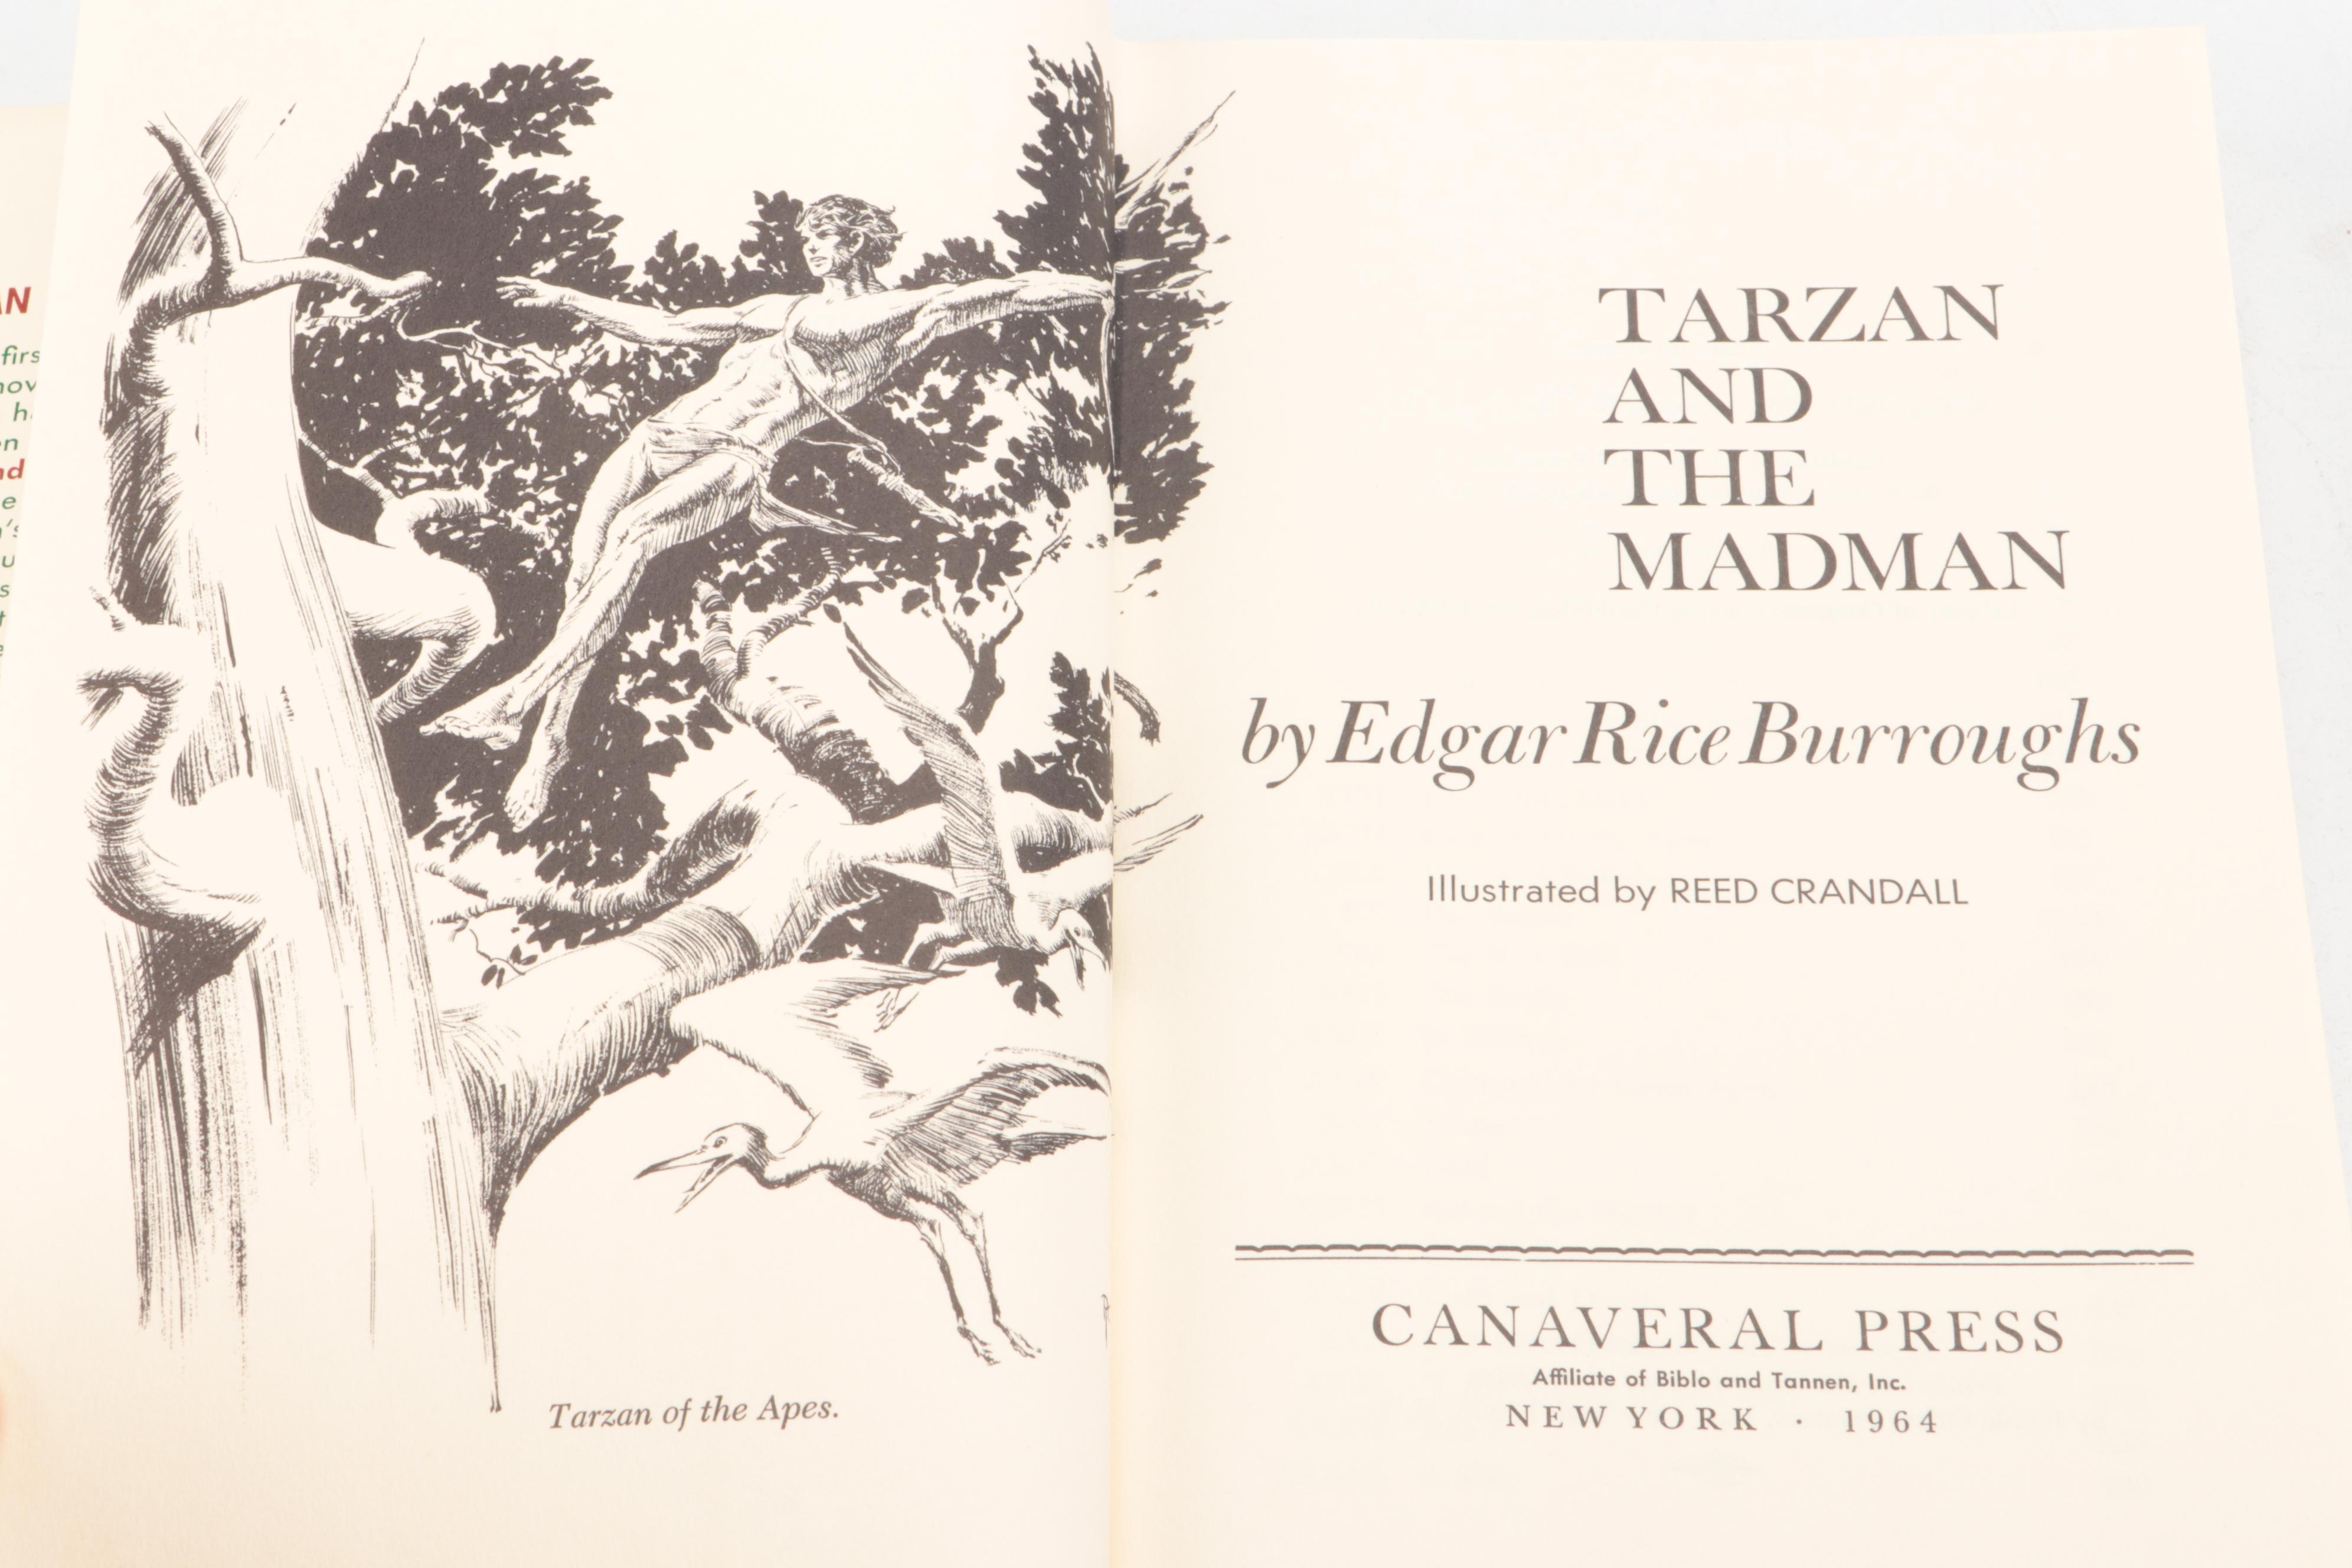 Tarzan of the Apes.
TARZAN
AND
THE
MADMAN
by Edgar Rice Burroughs
Illustrated by REED CRANDALL
CANAVERAL PRESS
Affiliate of Biblo and Tannen, Inc.
NEW YORK · 1964